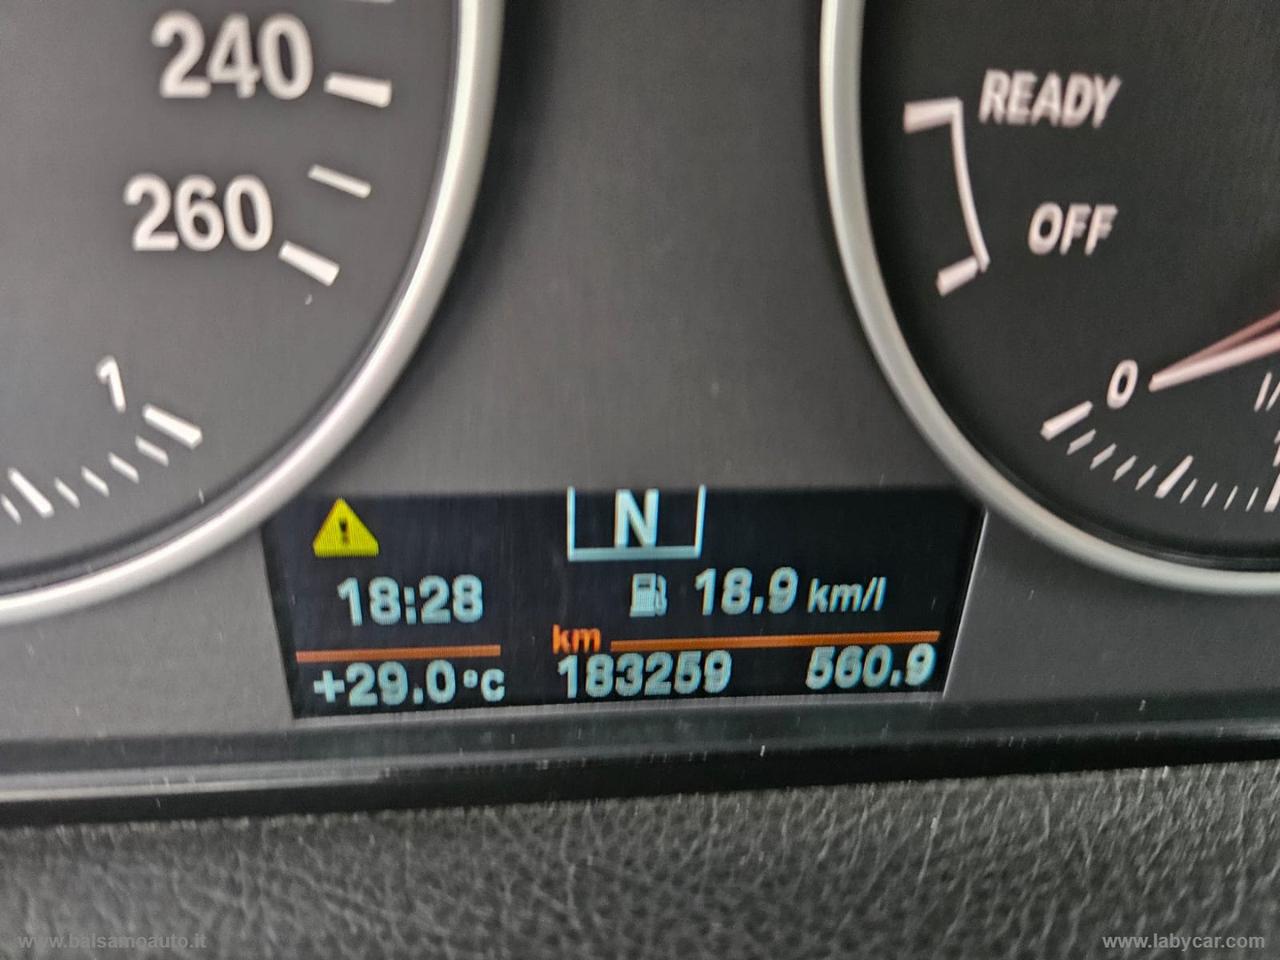 240
260
1
READY
OFF
0
N
18:28
18.9 km/l
km
+29.0°C
183259
560.9
www.balsamoauto.it
www.labycar.com